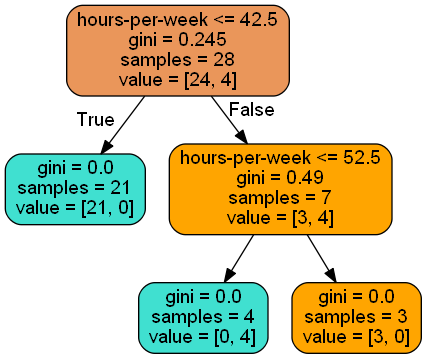 hours-per-week <= 42.5
gini = 0.245
samples = 28
value = [24, 4]
True
False
gini = 0.0
samples = 21
value = [21, 0]
hours-per-week <= 52.5
gini = 0.49
samples = 7
value = [3, 4]
gini = 0.0
samples = 4
value = [0, 4]
gini = 0.0
samples = 3
value = [3, 0]